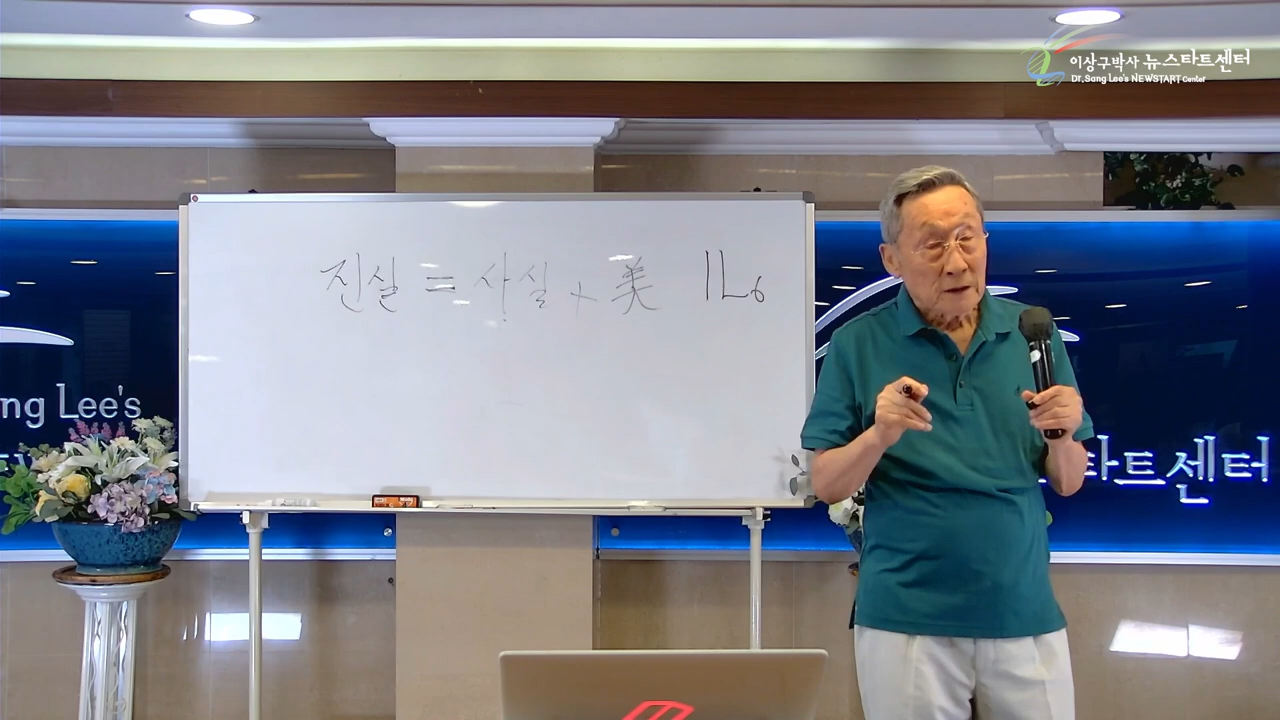 이상구박사 뉴스타트센터
Dr. Sang Lee's NEWSTART Center
진실 = 사실 + 美 IL6
ng Lee's
타트센터